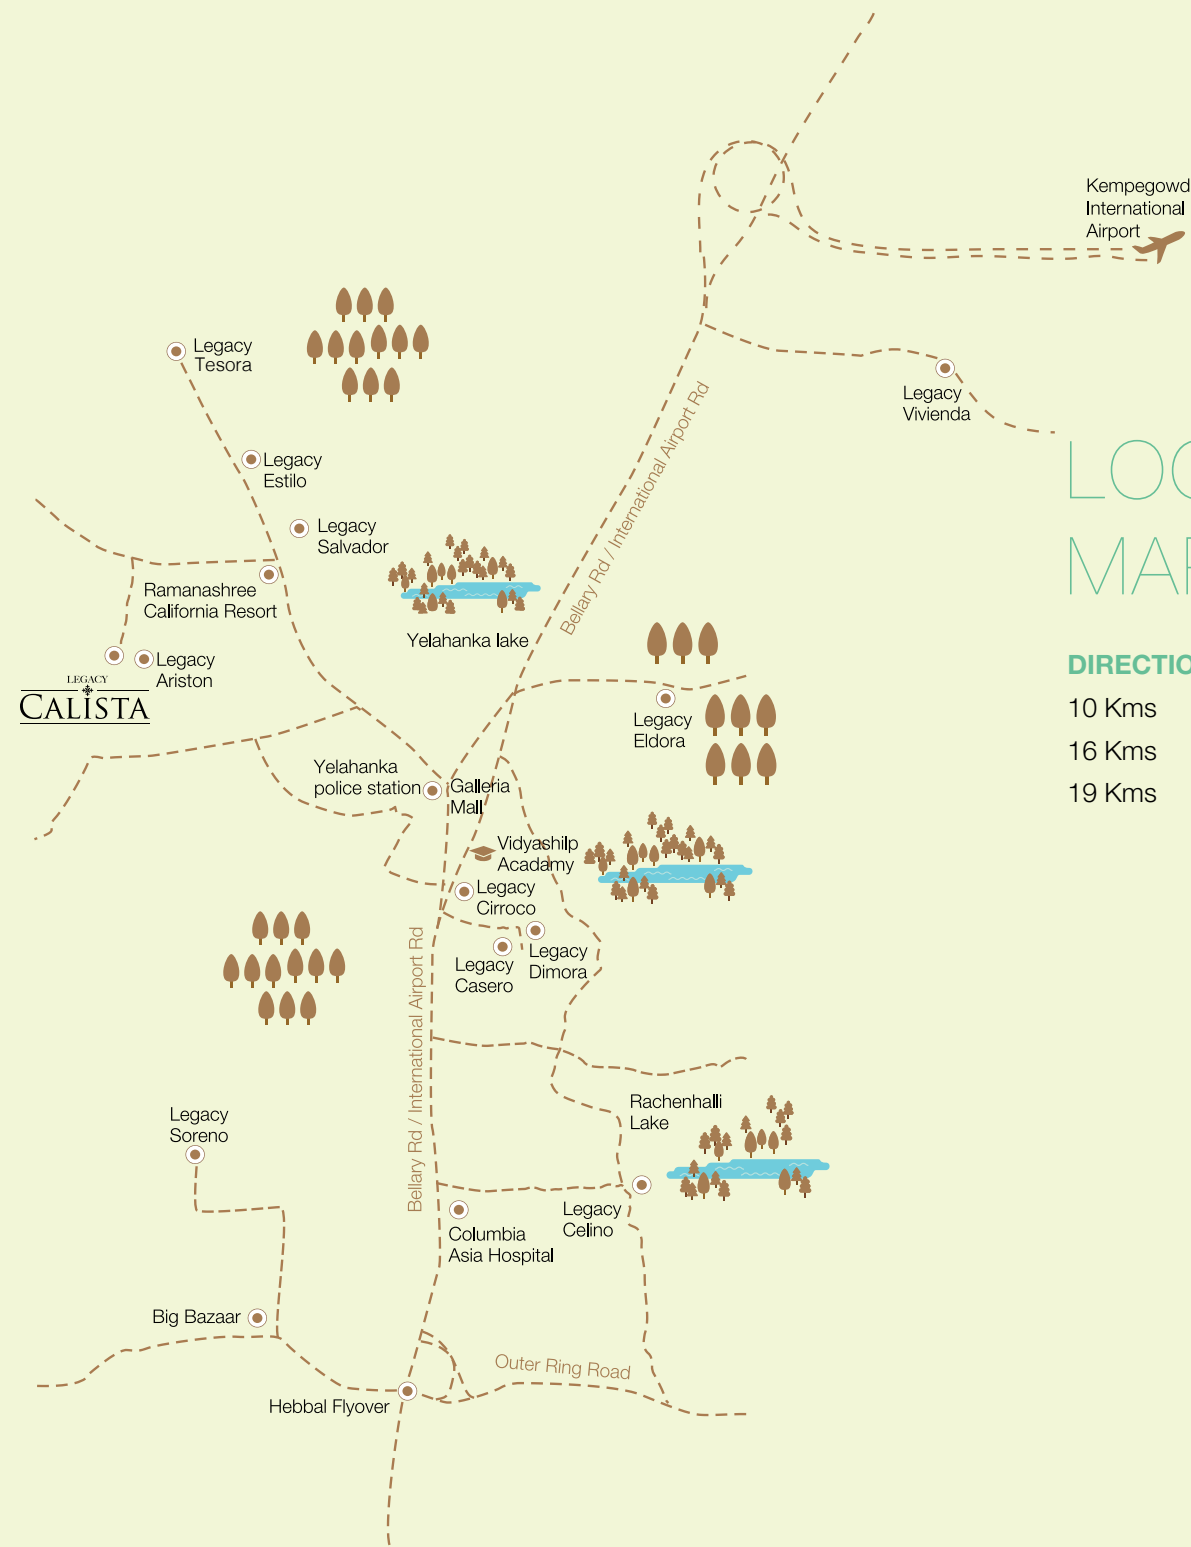 Kempegowd
International
Airport
Legacy
Tesora
Legacy
Vivienda
Bellary Rd / International Airport Rd
LOC
MAP
Legacy
Estilo
Legacy
Salvador
Ramanashree
California Resort
Yelahanka lake
Legacy
Ariston
LEGACY
CALISTA
DIRECTIO
10 Kms
16 Kms
19 Kms
Legacy
Eldora
Yelahanka
police station
Galleria
Mall
Vidyashilp
Acadamy
Legacy
Cirroco
Legacy
Casero
Legacy
Dimora
Bellary Rd / International Airport Rd
Rachenhalli
Lake
Legacy
Soreno
Legacy
Celino
Columbia
Asia Hospital
Big Bazaar
Outer Ring Road
Hebbal Flyover